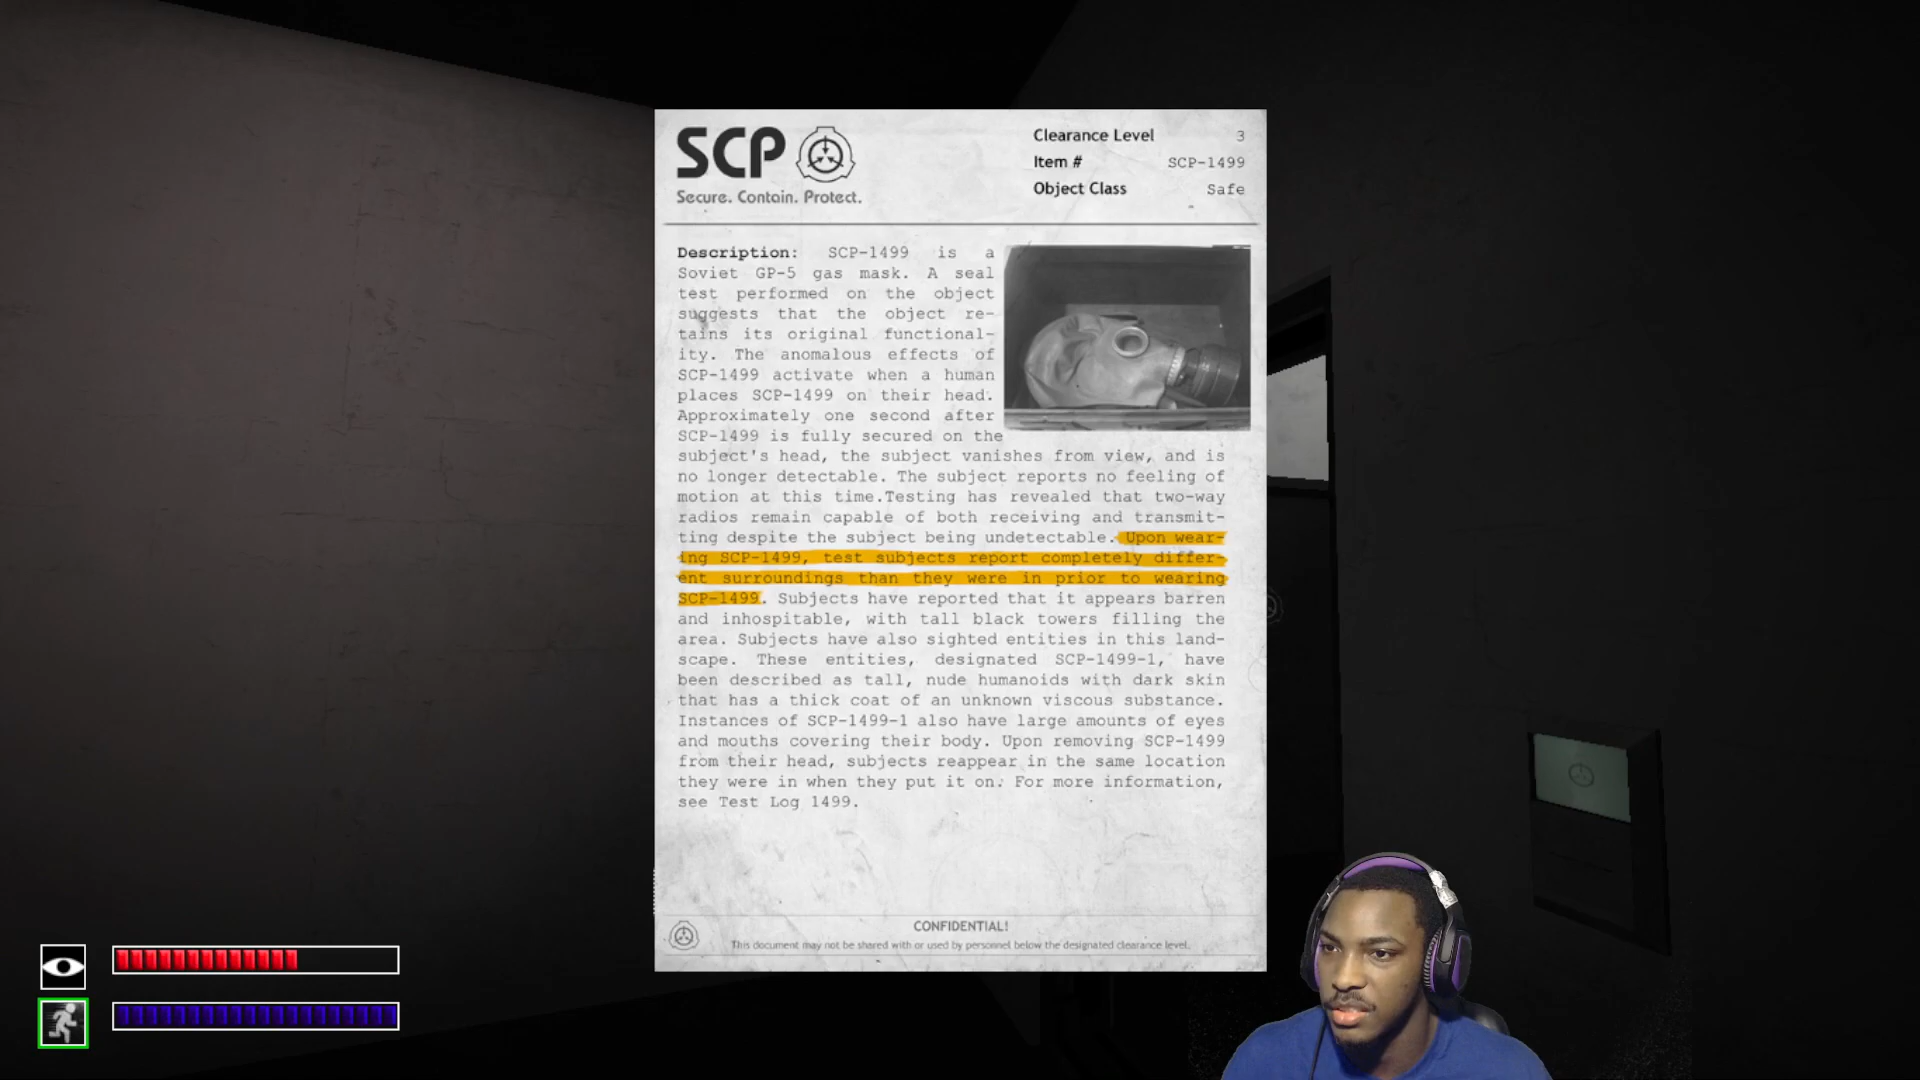 SCP
Secure. Contain. Protect.
Clearance Level 3
Item # SCP-1499
Object Class Safe
Description: SCP-1499 is a
Soviet GP-5 gas mask. A seal
test performed on the object
suggests that the object re-
tains its original functional-
ity. The anomalous effects of
SCP-1499 activate when a human
places SCP-1499 on their head.
Approximately one second after
SCP-1499 is fully secured on the
subject's head, the subject vanishes from view, and is
no longer detectable. The subject reports no feeling of
motion at this time.Testing has revealed that two-way
radios remain capable of both receiving and transmit-
ting despite the subject being undetectable. Upon wear-
ing SCP-1499, test subjects report completely differ-
ent surroundings than they were in prior to wearing
SCP-1499. Subjects have reported that it appears barren
and inhospitable, with tall black towers filling the
area. Subjects have also sighted entities in this land-
scape. These entities, designated SCP-1499-1, have
been described as tall, nude humanoids with dark skin
that has a thick coat of an unknown viscous substance.
Instances of SCP-1499-1 also have large amounts of eyes
and mouths covering their body. Upon removing SCP-1499
from their head, subjects reappear in the same location
they were in when they put it on. For more information,
see Test Log 1499.
CONFIDENTIAL!
This document may not be shared with or used by personnel below the designated clearance level.